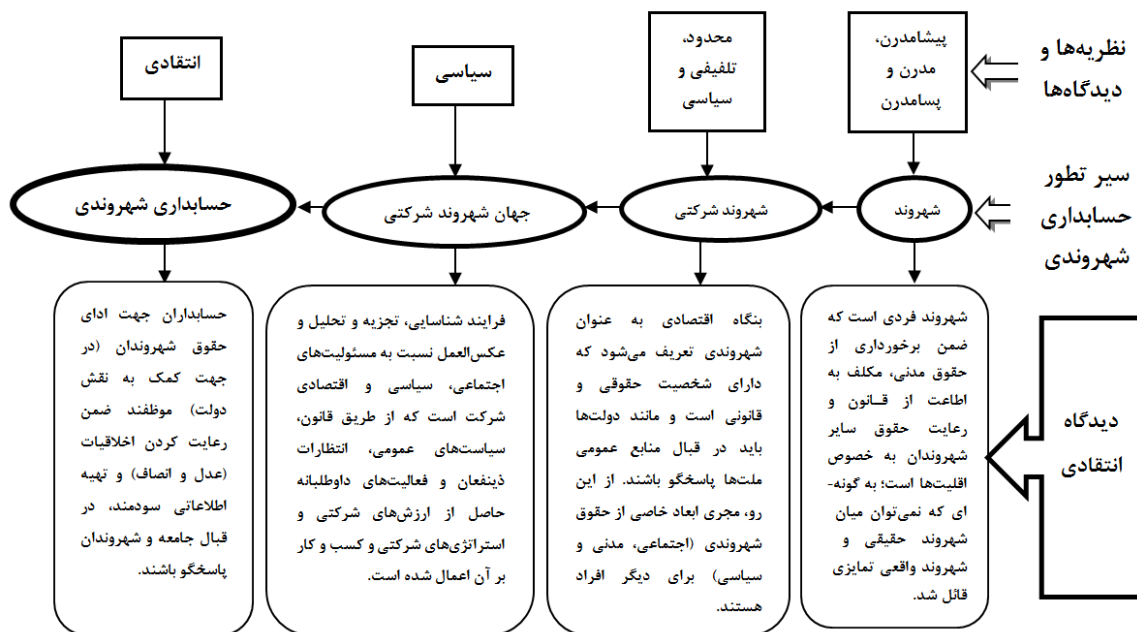 نظریه‌ها و
دیدگاه‌ها
پیشامدرن،
مدرن و
پسامدرن
محدود،
تلفیفی و
سیاسی
سیاسی
انتقادی
سیر تطور
حسابداری
شهروندی
شهروند
شهروند شرکتی
جهان شهروند شرکتی
حسابداری شهروندی
دیدگاه
انتقادی
شهروند فردی است که
ضمن برخورداری از
حقوق مدنی، مکلف به
اطاعت از قـــانون و
رعایت حقوق سایر
شهروندان به خصوص
اقلیت‌ها است؛ به گونه-
ای که نمی‌توان میان
شهروند حقیقی و
شهروند واقعی تمایزی
قائل شد.
بنگاه اقتصادی به عنوان
شهروندی تعریف می‌شود که
دارای شخصیت حقوقی و
قانونی است و مانند دولت‌ها
باید در قبال منابع عمومی
ملت‌ها پاسخگو باشند. از این
رو، مجری ابعاد خاصی از حقوق
شهروندی (اجتماعی، مدنی و
سیاسی) برای دیگر افراد
هستند.
فرایند شناسایی، تجزیه و تحلیل و
عکس‌العمل نسبت به مسئولیت‌های
اجتماعی، سیاسی و اقتصادی
شرکت است که از طریق قانون،
سیاست‌های عمومی، انتظارات
ذینفعان و فعالیت‌های داوطلبانه
حاصل از ارزش‌های شرکتی و
استراتژی‌های شرکتی و کسب و کار
بر آن اعمال شده است.
حسابداران جهت ادای
حقوق شهروندان (در
جهت کمک به نقش
دولت) موظفند ضمن
رعایت کردن اخلاقیات
(عدل و انصاف) و تهیه
اطلاعاتی سودمند، در
قبال جامعه و شهروندان
پاسخگو باشند.